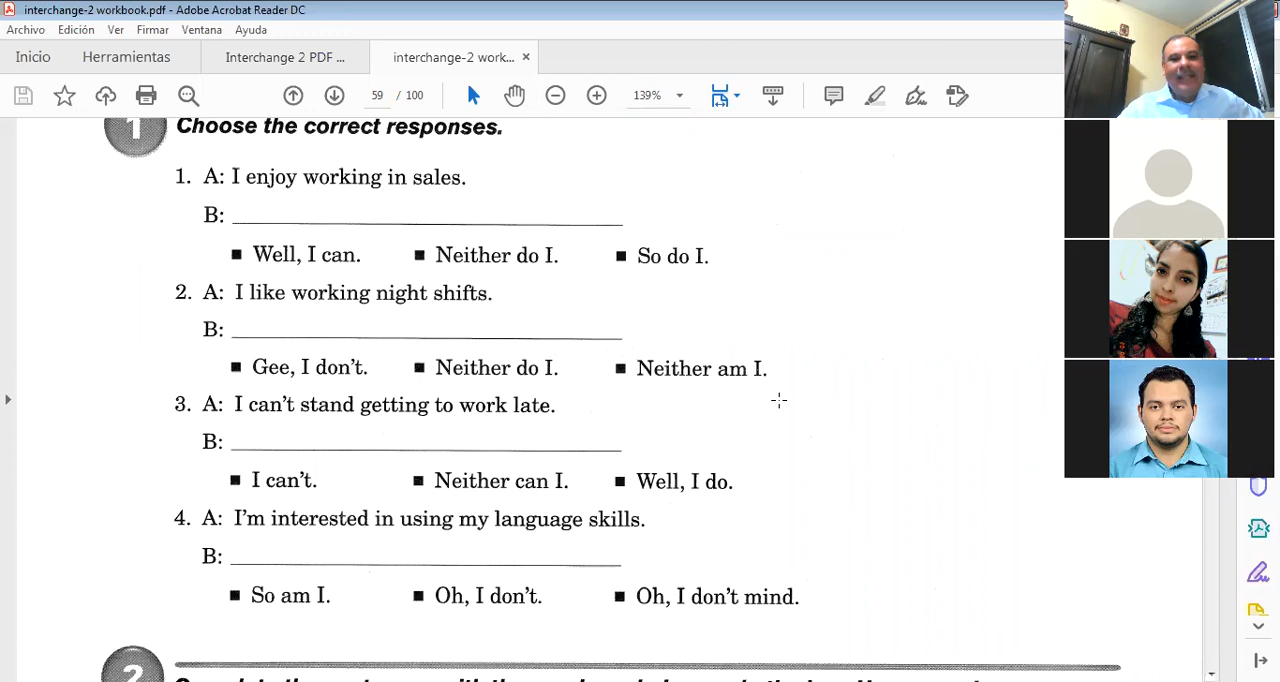 interchange-2 workbook.pdf - Adobe Acrobat Reader DC
Archivo Edición Ver Firmar Ventana Ayuda
Inicio Herramientas Interchange 2 PDF ... interchange-2 work... ×
59 / 100 139%
1 Choose the correct responses.
1. A: I enjoy working in sales.
B: 
■ Well, I can. ■ Neither do I. ■ So do I.
2. A: I like working night shifts.
B: 
■ Gee, I don't. ■ Neither do I. ■ Neither am I.
3. A: I can't stand getting to work late.
B: 
■ I can't. ■ Neither can I. ■ Well, I do.
4. A: I'm interested in using my language skills.
B: 
■ So am I. ■ Oh, I don't. ■ Oh, I don't mind.
2